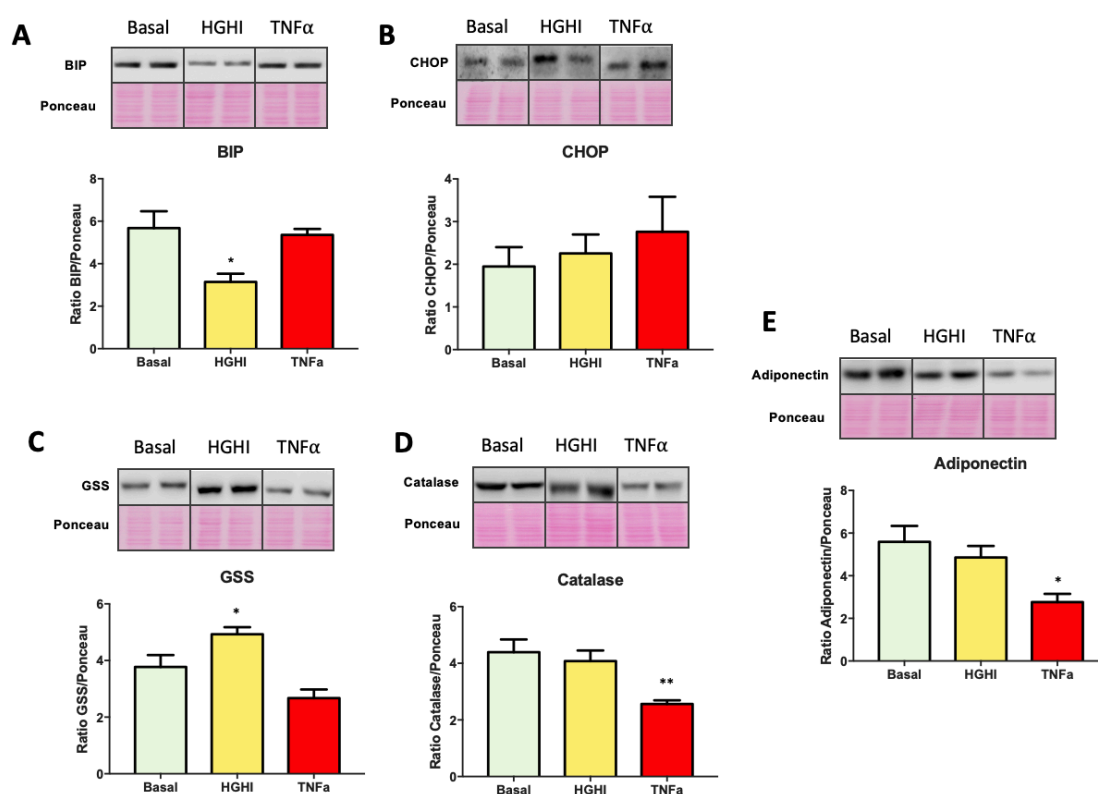 A
Basal HGHI TNFα
BIP
Ponceau
BIP
Ratio BIP/Ponceau
8
6
4
2
0
*
Basal HGHI TNFa
B
Basal HGHI TNFα
CHOP
Ponceau
CHOP
Ratio CHOP/Ponceau
4
3
2
1
0
Basal HGHI TNFa
C
Basal HGHI TNFα
GSS
Ponceau
GSS
Ratio GSS/Ponceau
6
4
2
0
*
Basal HGHI TNFa
D
Basal HGHI TNFα
Catalase
Ponceau
Catalase
Ratio Catalase/Ponceau
6
4
2
0
**
Basal HGHI TNFa
E
Basal HGHI TNFα
Adiponectin
Ponceau
Adiponectin
Ratio Adiponectin/Ponceau
8
6
4
2
0
*
Basal HGHI TNFa